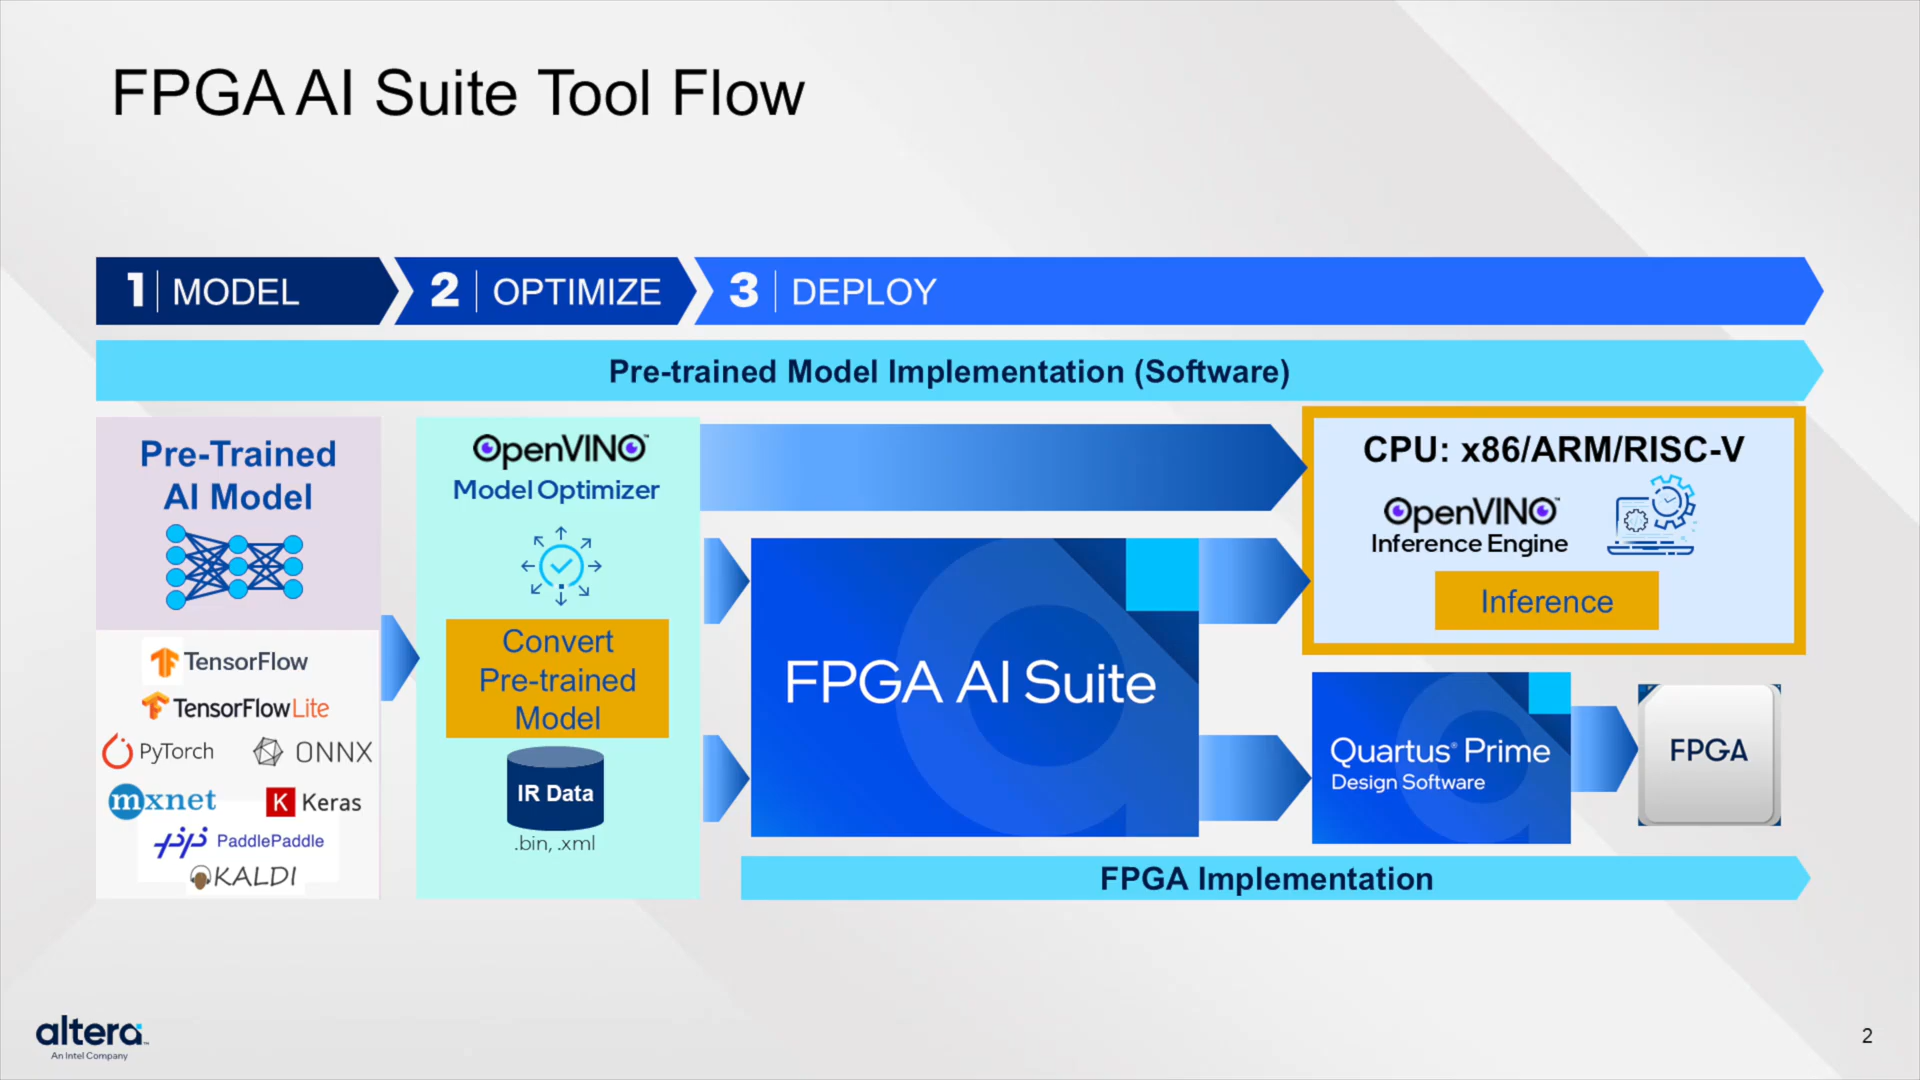 FPGA AI Suite Tool Flow
1 MODEL
2 OPTIMIZE
3 DEPLOY
Pre-trained Model Implementation (Software)
Pre-Trained
AI Model
TensorFlow
TensorFlow Lite
PyTorch
ONNX
mxnet
K Keras
PaddlePaddle
KALDI
OpenVINO™
Model Optimizer
Convert
Pre-trained
Model
IR Data
.bin, .xml
FPGA AI Suite
CPU: x86/ARM/RISC-V
OpenVINO™
Inference Engine
Inference
Quartus® Prime
Design Software
FPGA
FPGA Implementation
altera™
An Intel Company
2